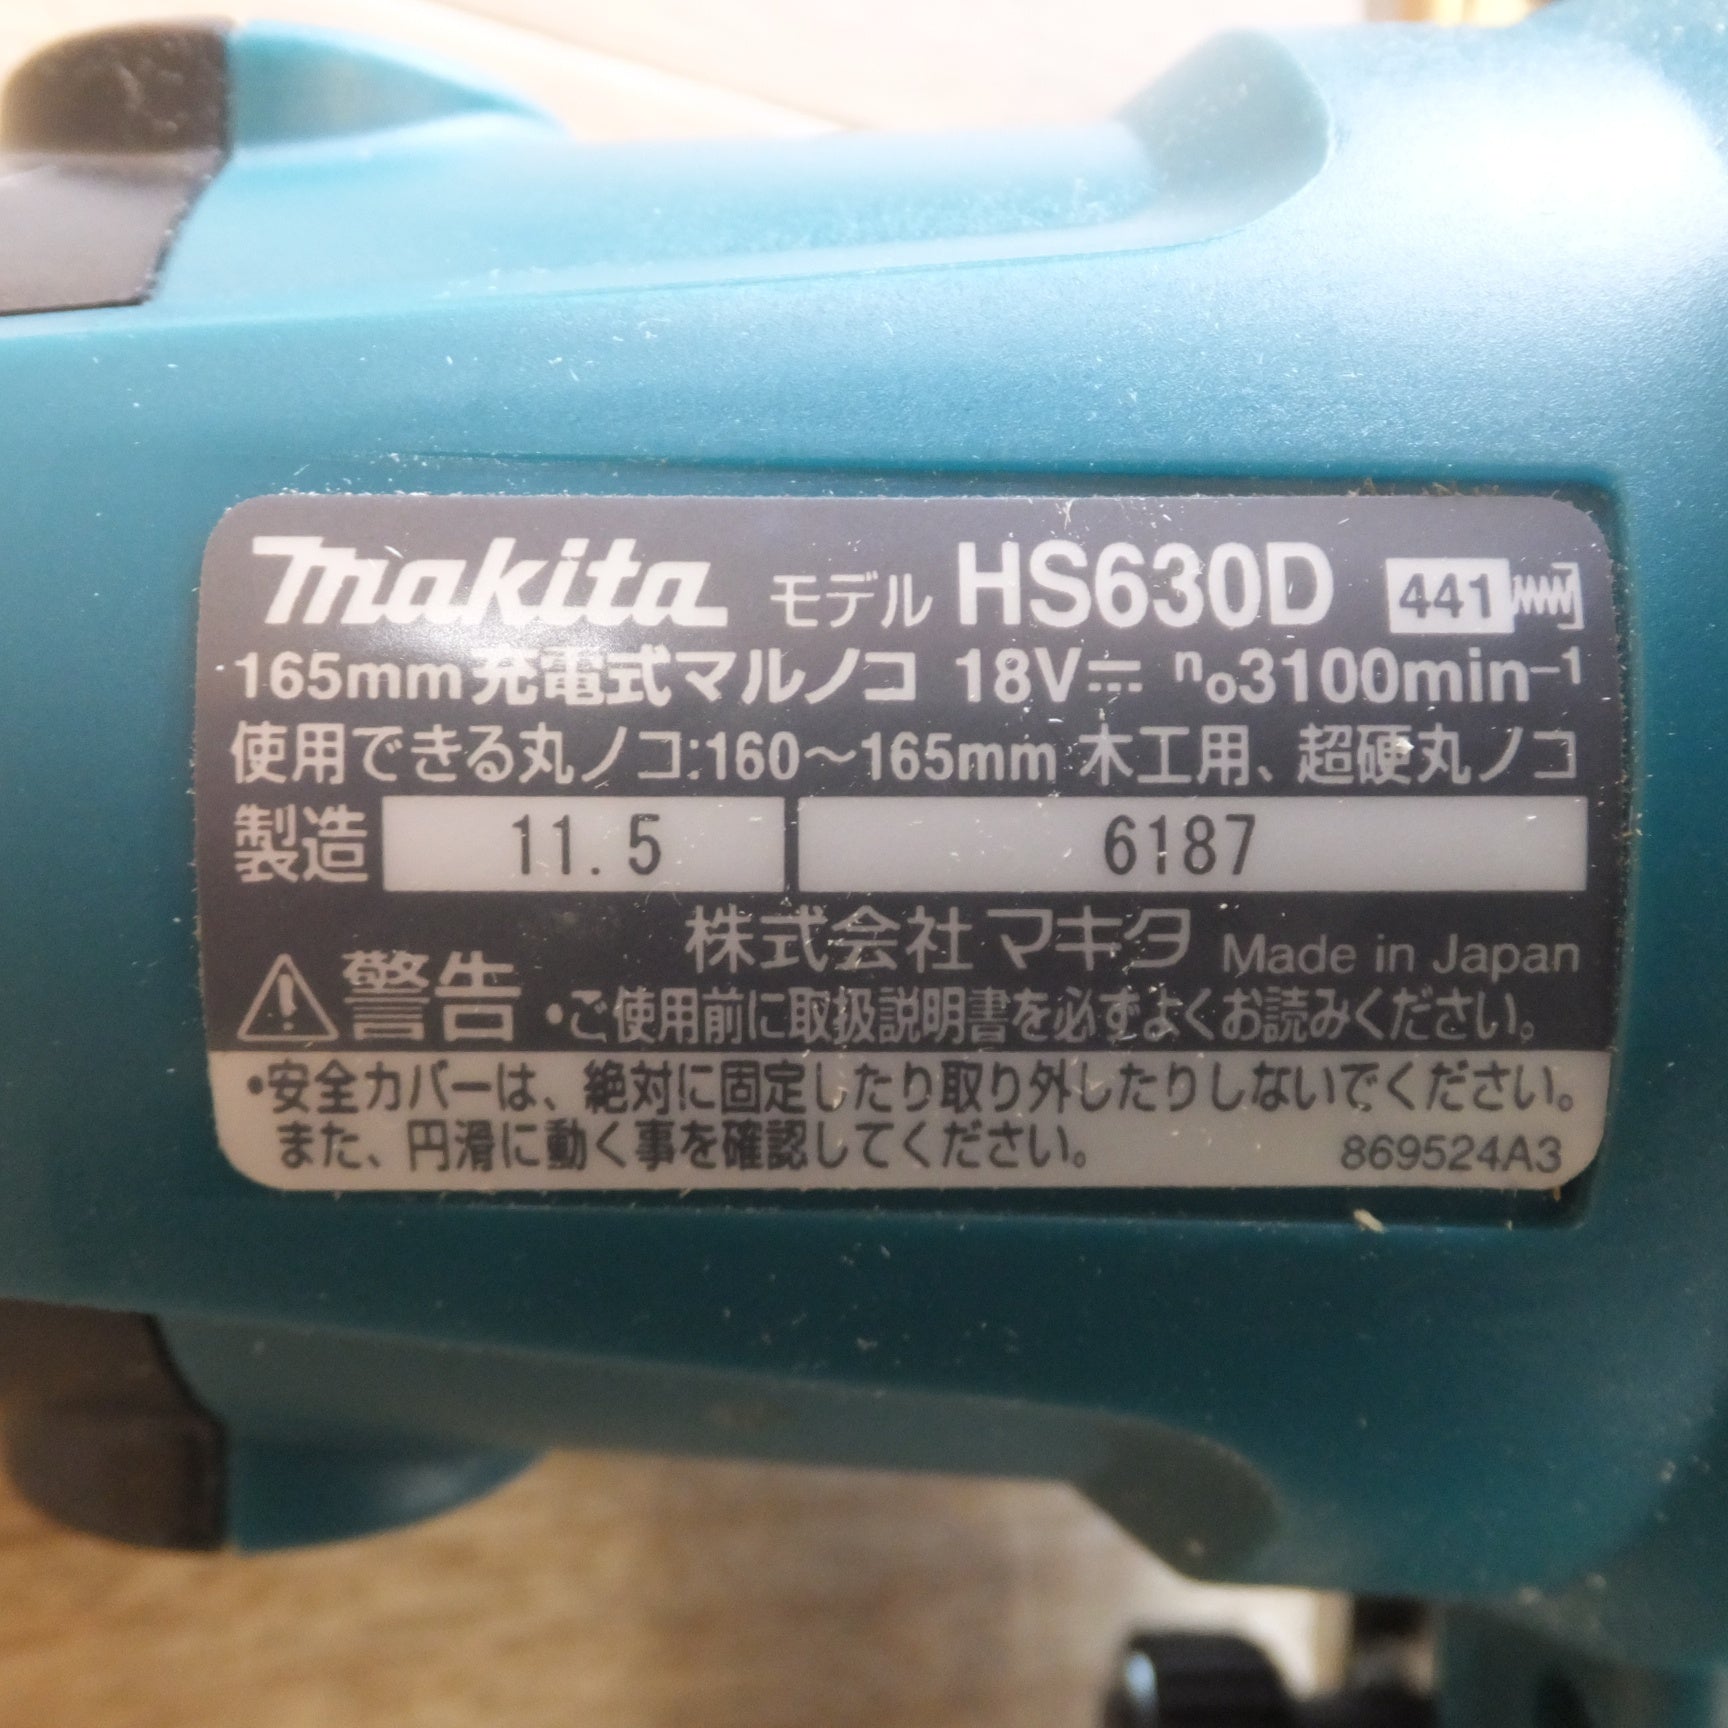 makita モデル HS630D 441
165mm充電式マルノコ 18V⎓ n₀3100min⁻¹
使用できる丸ノコ:160～165mm 木工用、超硬丸ノコ
製造 11.5 6187
株式会社マキタ Made in Japan
⚠警告 •ご使用前に取扱説明書を必ずよくお読みください。
•安全カバーは、絶対に固定したり取り外したりしないでください。
また、円滑に動く事を確認してください。 869524A3